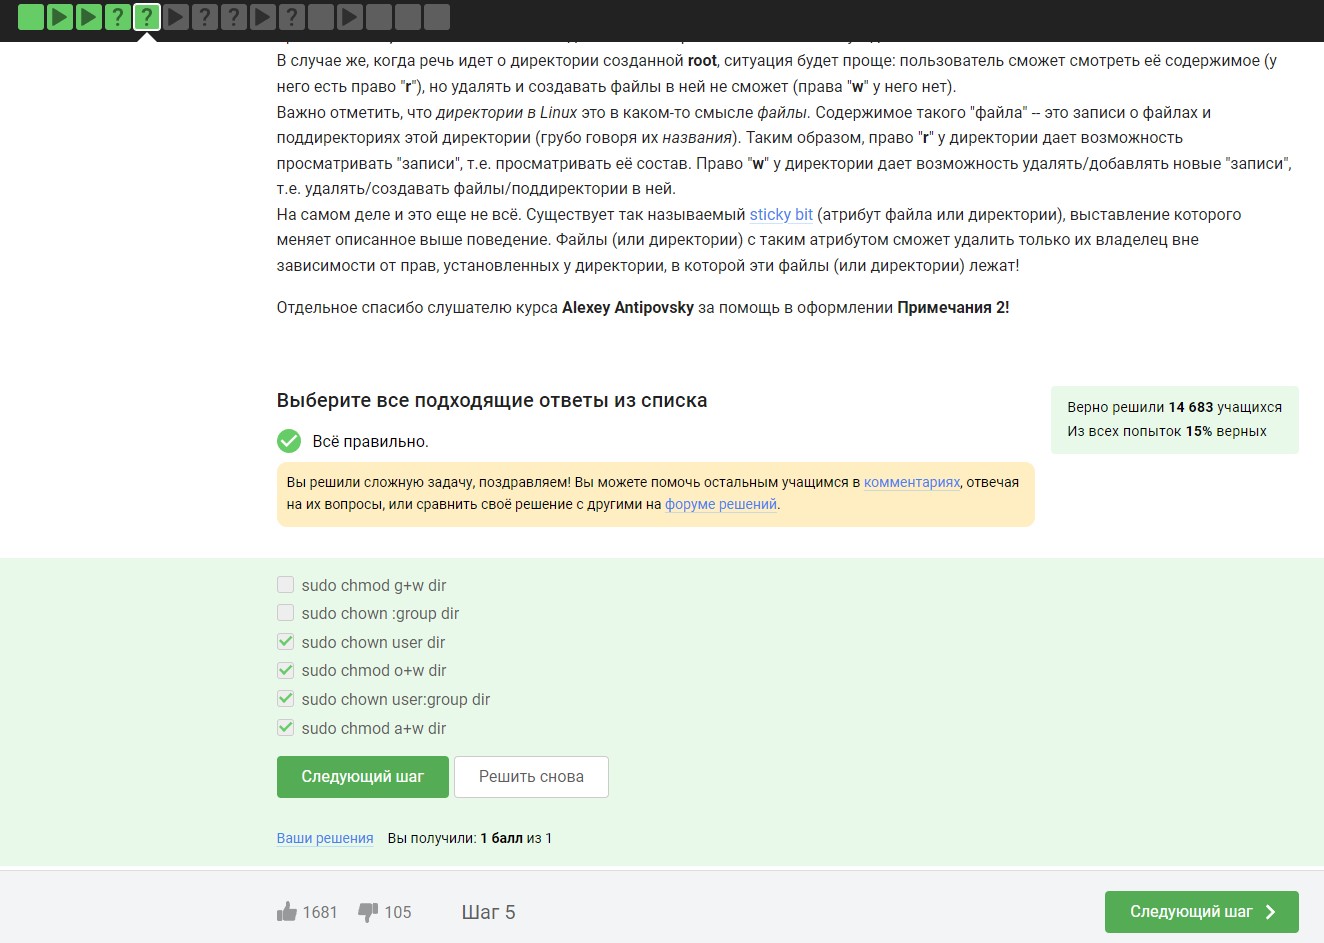 В случае же, когда речь идет о директории созданной root, ситуация будет проще: пользователь сможет смотреть её содержимое (у
него есть право "r"), но удалять и создавать файлы в ней не сможет (права "w" у него нет).
Важно отметить, что директории в Linux это в каком-то смысле файлы. Содержимое такого "файла" -- это записи о файлах и
поддиректориях этой директории (грубо говоря их названия). Таким образом, право "r" у директории дает возможность
просматривать "записи", т.е. просматривать её состав. Право "w" у директории дает возможность удалять/добавлять новые "записи",
т.е. удалять/создавать файлы/поддиректории в ней.
На самом деле и это еще не всё. Существует так называемый sticky bit (атрибут файла или директории), выставление которого
меняет описанное выше поведение. Файлы (или директории) с таким атрибутом сможет удалить только их владелец вне
зависимости от прав, установленных у директории, в которой эти файлы (или директории) лежат!
Отдельное спасибо слушателю курса Alexey Antipovsky за помощь в оформлении Примечания 2!
Выберите все подходящие ответы из списка
Верно решили 14 683 учащихся
Из всех попыток 15% верных
Всё правильно.
Вы решили сложную задачу, поздравляем! Вы можете помочь остальным учащимся в комментариях, отвечая
на их вопросы, или сравнить своё решение с другими на форуме решений.
sudo chmod g+w dir
sudo chown :group dir
sudo chown user dir
sudo chmod o+w dir
sudo chown user:group dir
sudo chmod a+w dir
Следующий шаг
Решить снова
Ваши решения Вы получили: 1 балл из 1
1681 105 Шаг 5
Следующий шаг